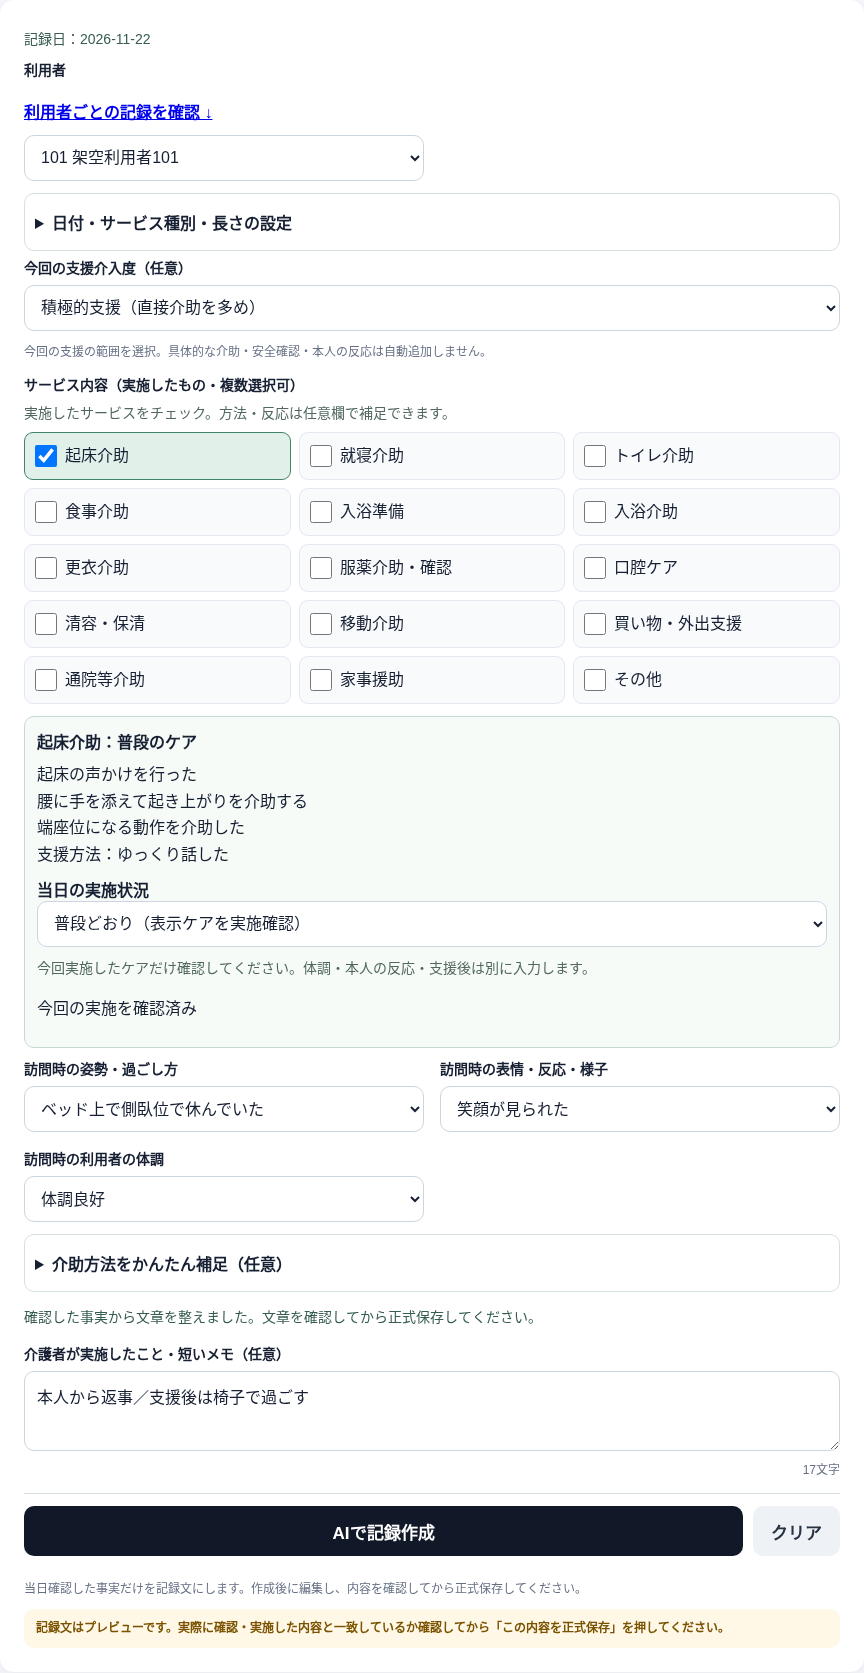 記録日：2026-11-22
利用者
利用者ごとの記録を確認 ↓
101 架空利用者101
▶ 日付・サービス種別・長さの設定
今回の支援介入度（任意）
積極的支援（直接介助を多め）
今回の支援の範囲を選択。具体的な介助・安全確認・本人の反応は自動追加しません。
サービス内容（実施したもの・複数選択可）
実施したサービスをチェック。方法・反応は任意欄で補足できます。
起床介助
就寝介助
トイレ介助
食事介助
入浴準備
入浴介助
更衣介助
服薬介助・確認
口腔ケア
清容・保清
移動介助
買い物・外出支援
通院等介助
家事援助
その他
起床介助：普段のケア
起床の声かけを行った
腰に手を添えて起き上がりを介助する
端座位になる動作を介助した
支援方法：ゆっくり話した
当日の実施状況
普段どおり（表示ケアを実施確認）
今回実施したケアだけ確認してください。体調・本人の反応・支援後は別に入力します。
今回の実施を確認済み
訪問時の姿勢・過ごし方
訪問時の表情・反応・様子
ベッド上で側臥位で休んでいた
笑顔が見られた
訪問時の利用者の体調
体調良好
▶ 介助方法をかんたん補足（任意）
確認した事実から文章を整えました。文章を確認してから正式保存してください。
介護者が実施したこと・短いメモ（任意）
本人から返事／支援後は椅子で過ごす
17文字
AIで記録作成
クリア
当日確認した事実だけを記録文にします。作成後に編集し、内容を確認してから正式保存してください。
記録文はプレビューです。実際に確認・実施した内容と一致しているか確認してから「この内容を正式保存」を押してください。